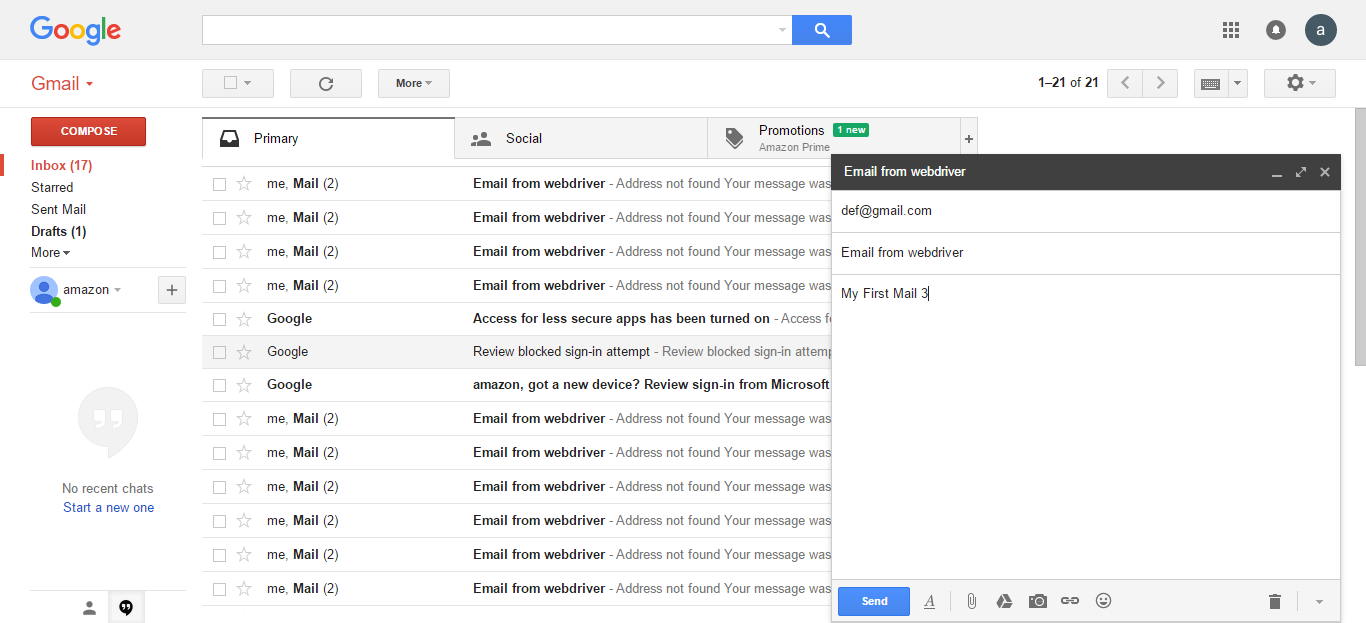 Google
a
Gmail
More
1–21 of 21
COMPOSE
Inbox (17)
Starred
Sent Mail
Drafts (1)
More
amazon
No recent chats
Start a new one
Primary
Social
Promotions 1 new
Amazon Prime
me, Mail (2) Email from webdriver - Address not found Your message was
me, Mail (2) Email from webdriver - Address not found Your message was
me, Mail (2) Email from webdriver - Address not found Your message was
me, Mail (2) Email from webdriver - Address not found Your message was
Google Access for less secure apps has been turned on - Access
Google Review blocked sign-in attempt - Review blocked sign-in
Google amazon, got a new device? Review sign-in from Microsoft
me, Mail (2) Email from webdriver - Address not found Your message was
me, Mail (2) Email from webdriver - Address not found Your message was
me, Mail (2) Email from webdriver - Address not found Your message was
me, Mail (2) Email from webdriver - Address not found Your message was
me, Mail (2) Email from webdriver - Address not found Your message was
me, Mail (2) Email from webdriver - Address not found Your message was
Email from webdriver
def@gmail.com
Email from webdriver
My First Mail 3
Send A